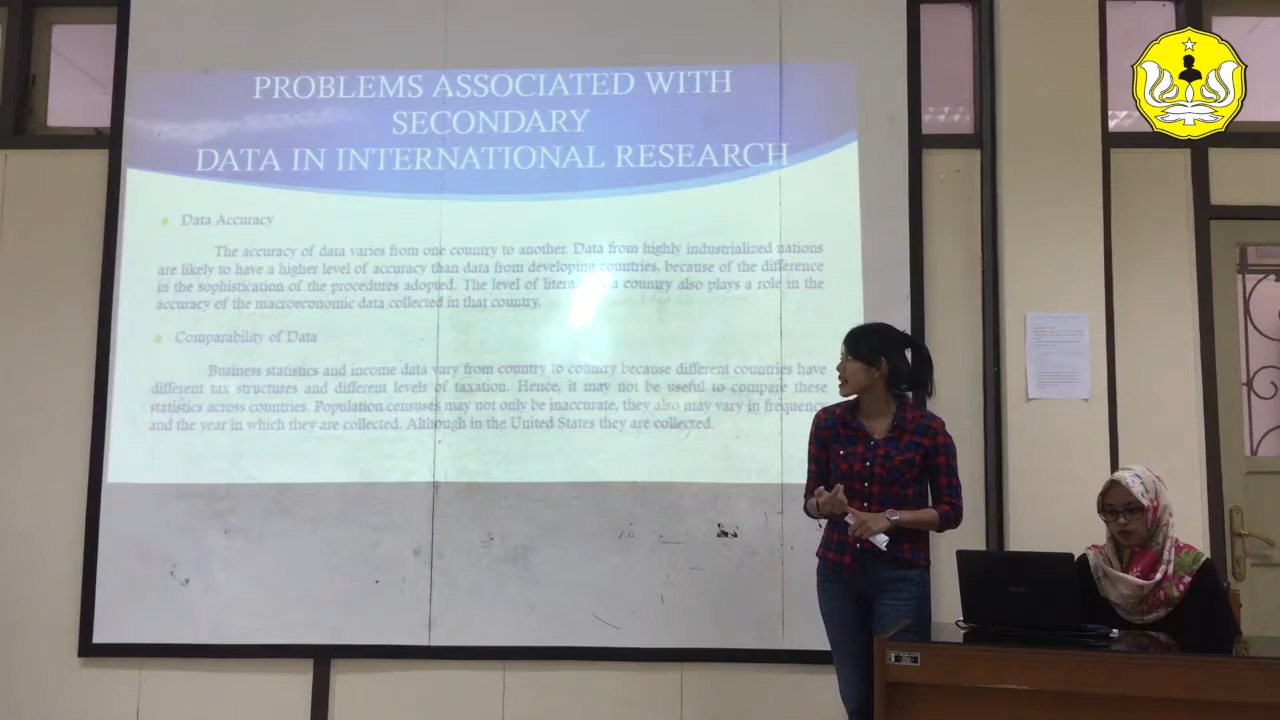 PROBLEMS ASSOCIATED WITH
SECONDARY
DATA IN INTERNATIONAL RESEARCH
Data Accuracy
The accuracy of data varies from one country to another. Data from highly industrialized nations
are likely to have a higher level of accuracy than data from developing countries, because of the difference
in the sophistication of the procedures adopted. The level of a country also plays a role in the
accuracy of the macroeconomic data collected in that country.
Comparability of Data
Business statistics and income data vary from country to country because different countries have
different tax structures and different levels of taxation. Hence, it may not be useful to compare these
statistics across countries. Population censuses may not only be inaccurate, they also may vary in frequency
and the year in which they are collected. Although in the United States they are collected.